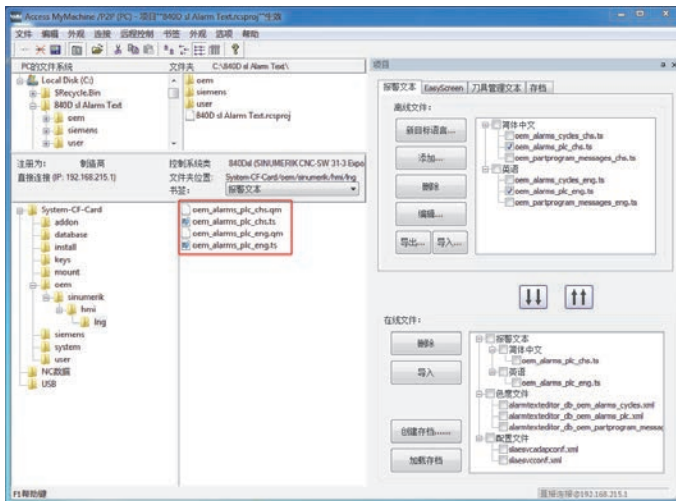 Access MyMachine /P2P (PC) - 项目"840D sl Alarm Text.rcsproj"生效
文件 编辑 外观 连接 远程控制 书签 外观 选项 帮助
PC的文件系统
文件夹 C:\840D sl Alarm Text\
Local Disk (C:)
$Recycle.Bin
840D sl Alarm Text
oem
siemens
user
oem
siemens
user
840D sl Alarm Text.rcsproj
注册为: 制造商
直接连接 (IP: 192.168.215.1)
控制系统类 840Dsl (SINUMERIK CNC-SW 31-3 Expo
文件夹位置: System-CF-Card/oem/sinumerik/hmi/lng
书签: 报警文本
System-CF-Card
addon
database
install
keys
mount
oem
sinumerik
hmi
lng
siemens
system
user
NC数据
USB
oem_alarms_plc_chs.qm
oem_alarms_plc_chs.ts
oem_alarms_plc_eng.qm
oem_alarms_plc_eng.ts
项目
报警文本 EasyScreen 刀具管理文本 存档
离线文件:
新目标语言...
添加...
删除
编辑...
导出... 导入...
简体中文
oem_alarms_cycles_chs.ts
oem_alarms_plc_chs.ts
oem_partprogram_messages_chs.ts
英语
oem_alarms_cycles_eng.ts
oem_alarms_plc_eng.ts
oem_partprogram_messages_eng.ts
在线文件:
删除
导入
创建存档......
加载存档
报警文本
简体中文
oem_alarms_plc_chs.ts
英语
oem_alarms_plc_eng.ts
色度文件
alarmtexteditor_db_oem_alarms_cycles.xml
alarmtexteditor_db_oem_alarms_plc.xml
alarmtexteditor_db_oem_partprogram_messag
配置文件
slaesvcadapconf.xml
slaesvcconf.xml
F1帮助键
直接连接@192.168.215.1